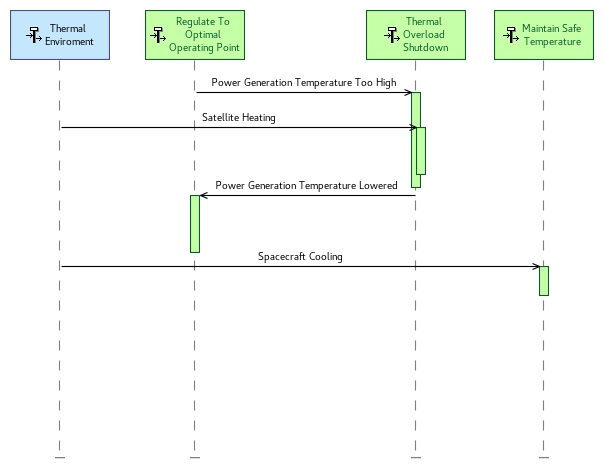 Thermal
Enviroment
Regulate To
Optimal
Operating Point
Thermal
Overload
Shutdown
Maintain Safe
Temperature
Power Generation Temperature Too High
Satellite Heating
Power Generation Temperature Lowered
Spacecraft Cooling